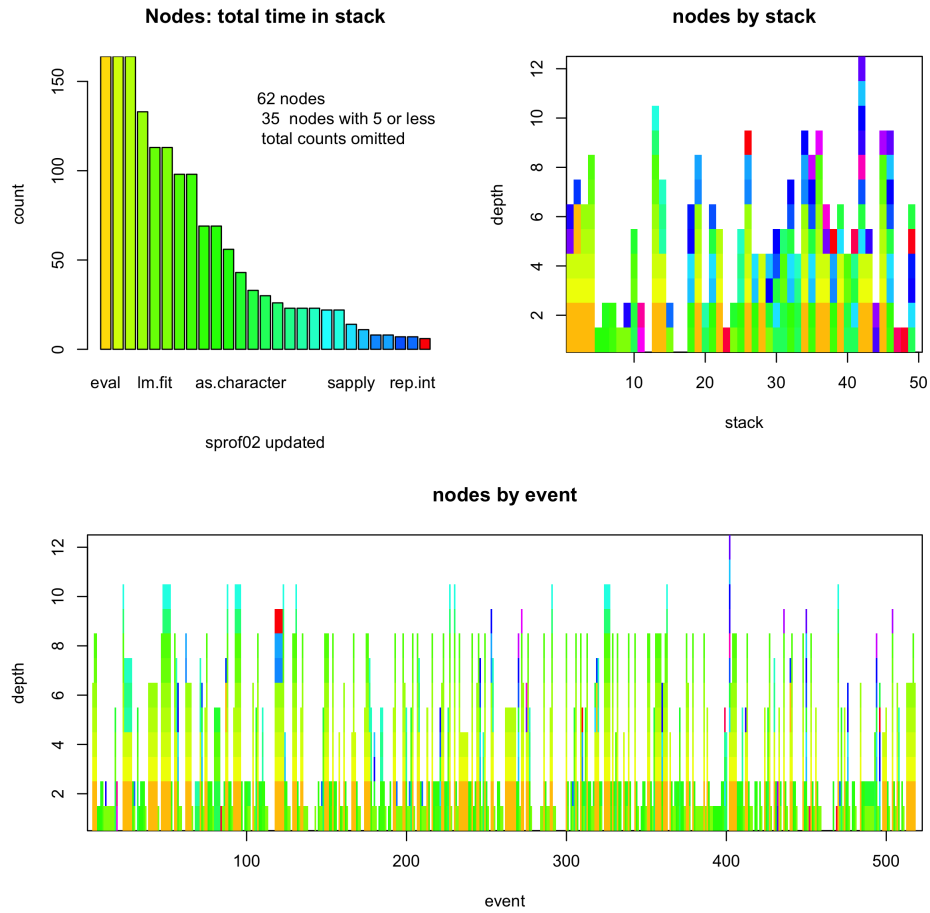 Nodes: total time in stack
62 nodes
35 nodes with 5 or less
total counts omitted
count
0
50
100
150
eval
lm.fit
as.character
sapply
rep.int
sprof02 updated
nodes by stack
depth
2
4
6
8
10
12
10
20
30
40
50
stack
nodes by event
depth
2
4
6
8
10
12
100
200
300
400
500
event